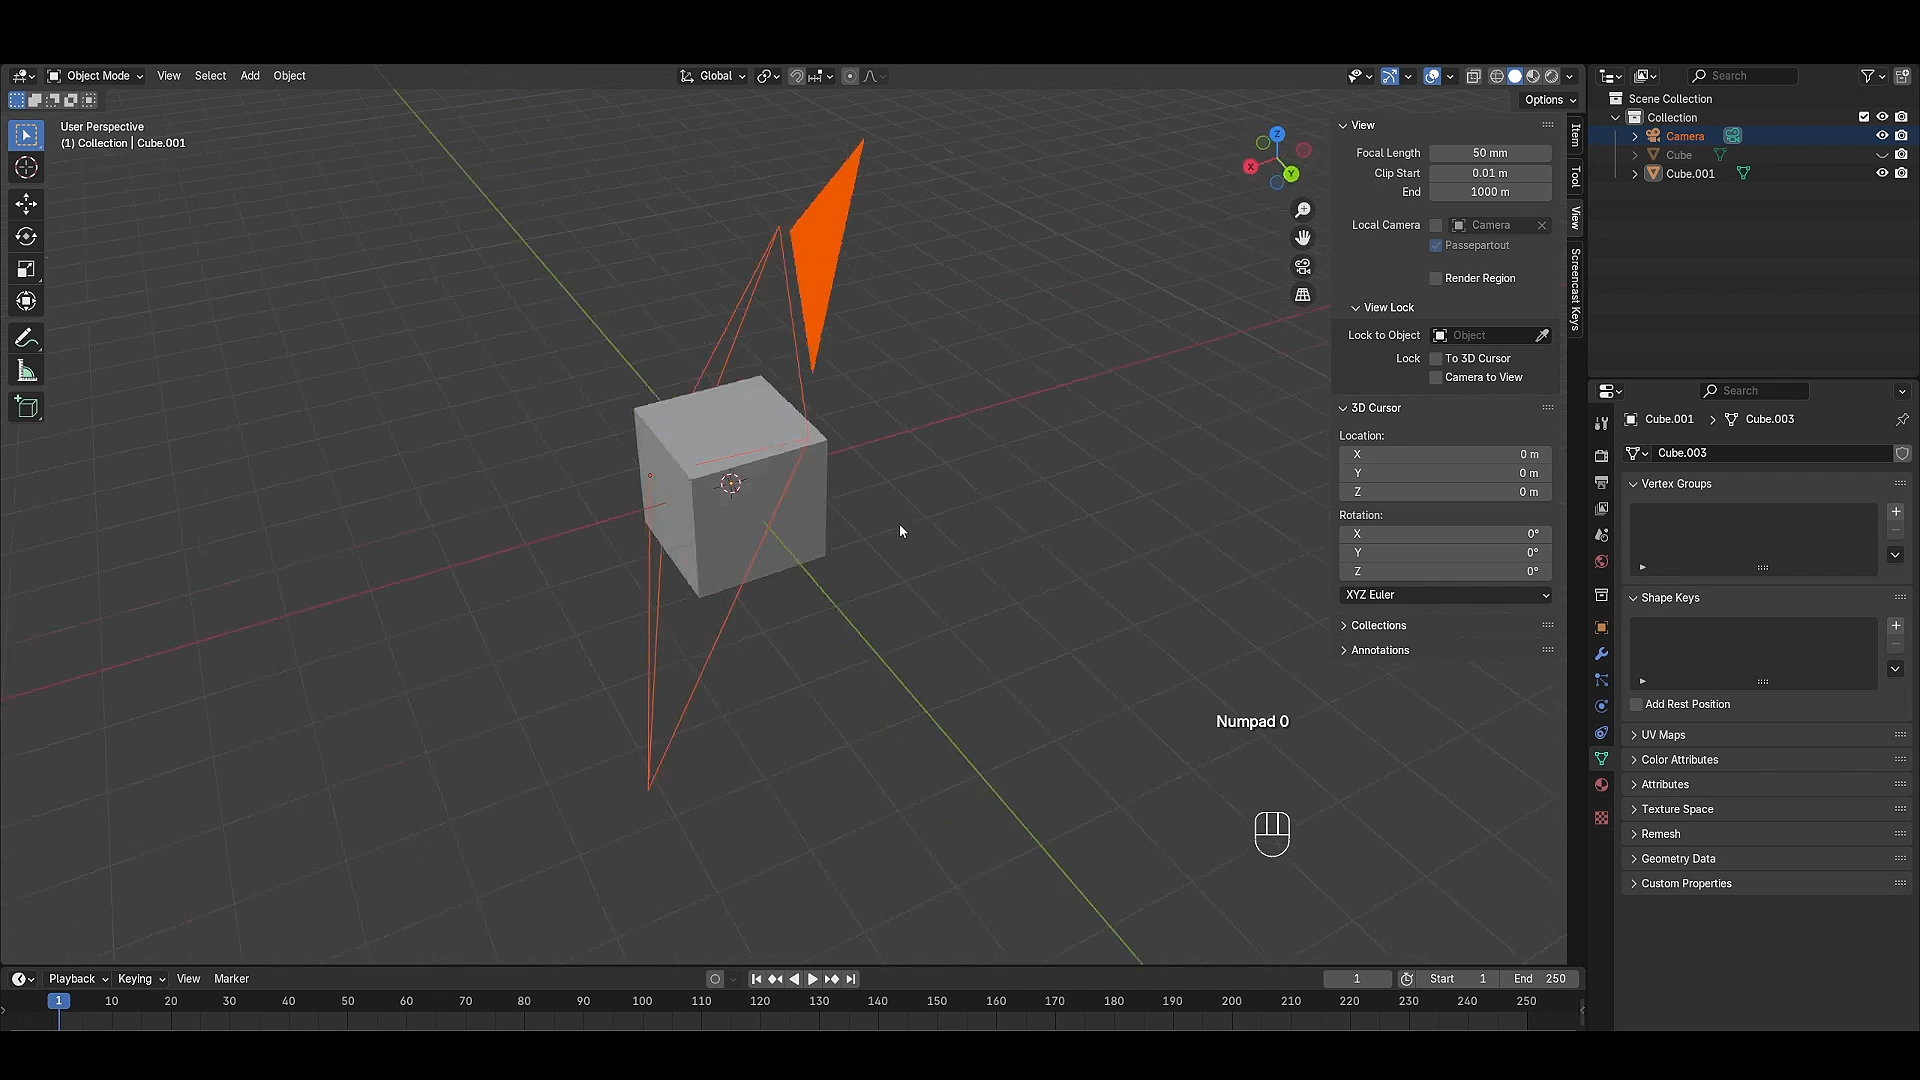 Object Mode View Select Add Object Global
Options
User Perspective
(1) Collection | Cube.001
X
Y
Z
View
Focal Length 50 mm
Clip Start 0.01 m
End 1000 m
Local Camera Camera
Passepartout
Render Region
View Lock
Lock to Object Object
Lock To 3D Cursor
Camera to View
3D Cursor
Location:
X 0 m
Y 0 m
Z 0 m
Rotation:
X 0°
Y 0°
Z 0°
XYZ Euler
Collections
Annotations
Item
Tool
View
Screencast Keys
Numpad 0
Search
Scene Collection
Collection
Camera
Cube
Cube.001
Search
Cube.001 > Cube.003
Cube.003
Vertex Groups
Shape Keys
Add Rest Position
UV Maps
Color Attributes
Attributes
Texture Space
Remesh
Geometry Data
Custom Properties
Playback Keying View Marker 1 Start 1 End 250
1 10 20 30 40 50 60 70 80 90 100 110 120 130 140 150 160 170 180 190 200 210 220 230 240 250